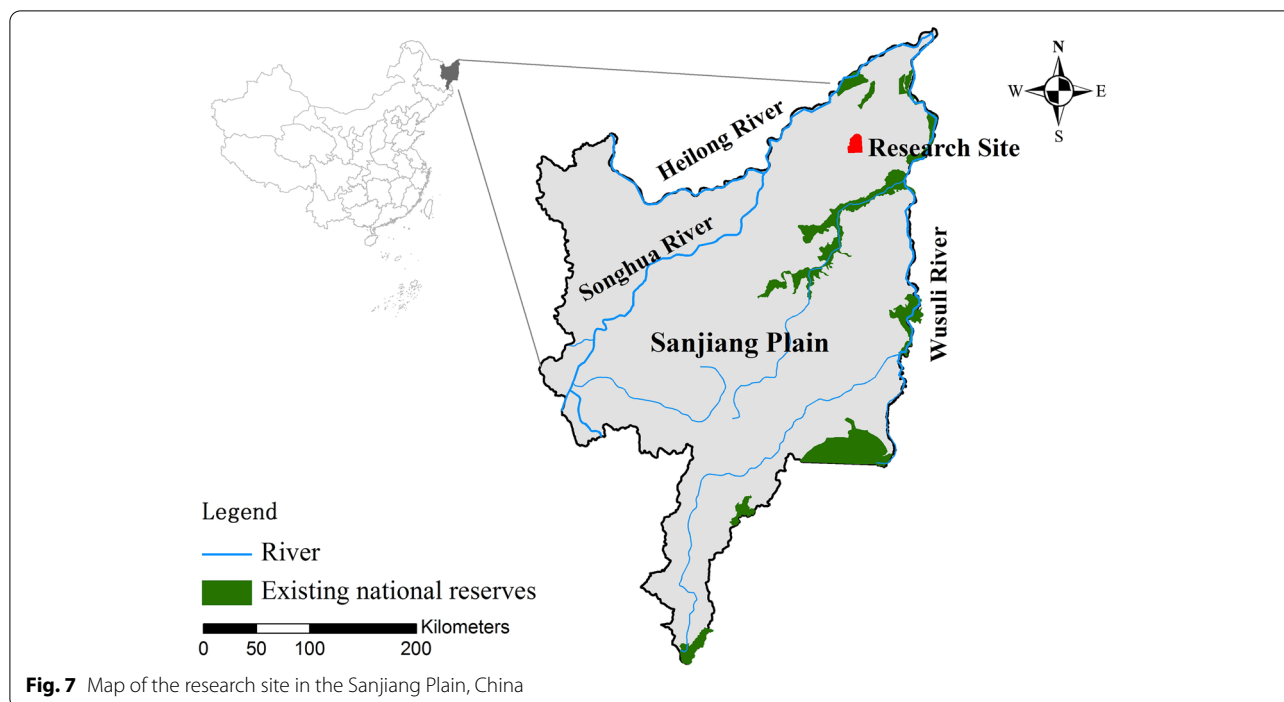 N
W E
S
Heilong River
Research Site
Songhua River
Wusuli River
Sanjiang Plain
Legend
River
Existing national reserves
Kilometers
0 50 100 200
Fig. 7 Map of the research site in the Sanjiang Plain, China